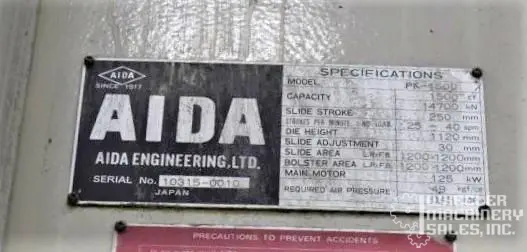 AIDA
SINCE 1917
AIDA
AIDA ENGINEERING, LTD.
SERIAL No. 10315-0010
JAPAN
SPECIFICATIONS
MODEL
CAPACITY 1500
14700 kN
SLIDE STROKE 250 mm
STROKES PER MINUTE 25 - 40 spm
DIE HEIGHT 1120 mm
SLIDE ADJUSTMENT 30 mm
SLIDE AREA L-R×F-B 1200×1200 mm
BOLSTER AREA L-R×F-B 1200×1200 mm
MAIN MOTOR 125 kW
REQUIRED AIR PRESSURE
WHEELER
MACHINERY
SALES, INC.
PRECAUTIONS TO PREVENT ACCIDENTS